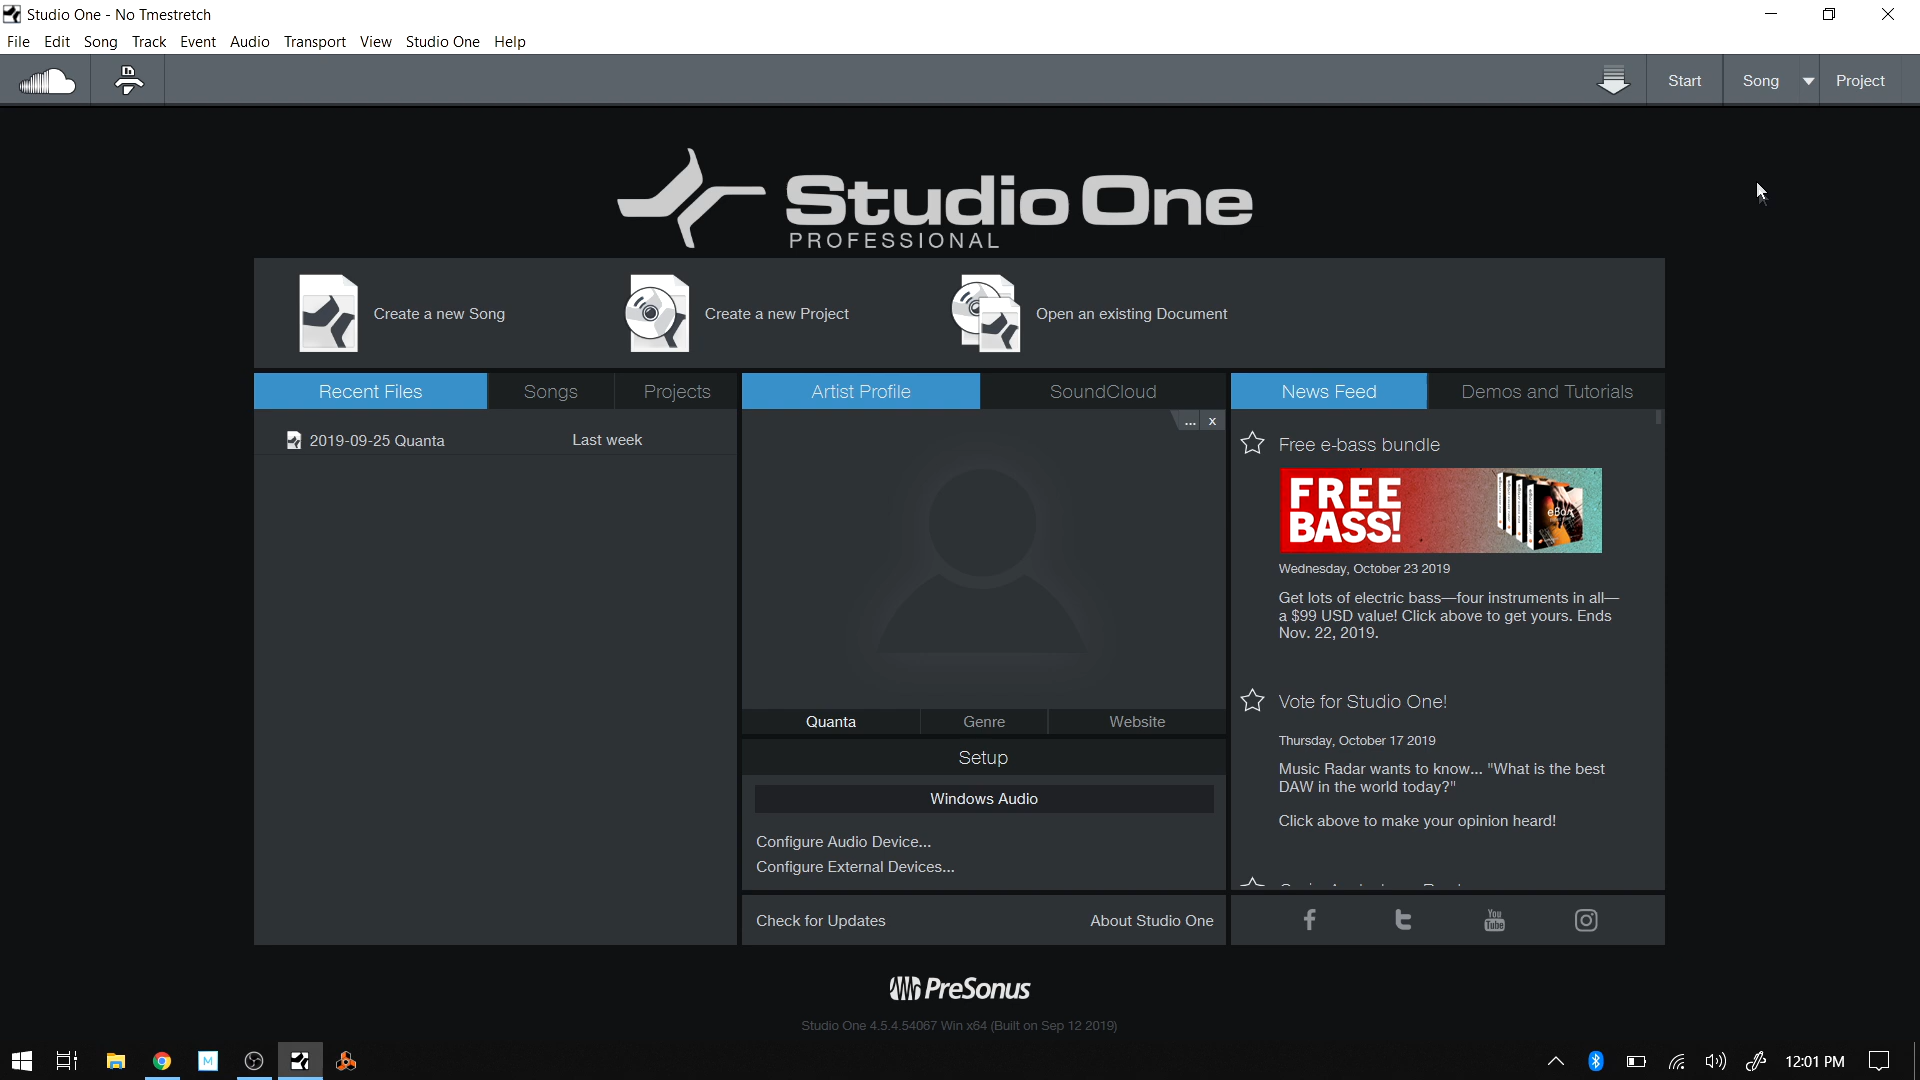 Studio One - No Tmestretch
File Edit Song Track Event Audio Transport View Studio One Help
Start Song Project
Studio One
PROFESSIONAL
Create a new Song
Create a new Project
Open an existing Document
Recent Files Songs Projects
2019-09-25 Quanta Last week
Artist Profile SoundCloud
... x
Quanta Genre Website
Setup
Windows Audio
Configure Audio Device...
Configure External Devices...
Check for Updates About Studio One
News Feed Demos and Tutorials
Free e-bass bundle
FREE
BASS!
Wednesday, October 23 2019
Get lots of electric bass—four instruments in all—
a $99 USD value! Click above to get yours. Ends
Nov. 22, 2019.
Vote for Studio One!
Thursday, October 17 2019
Music Radar wants to know... "What is the best
DAW in the world today?"
Click above to make your opinion heard!
You
Tube
PreSonus
Studio One 4.5.4.54067 Win x64 (Built on Sep 12 2019)
M
12:01 PM